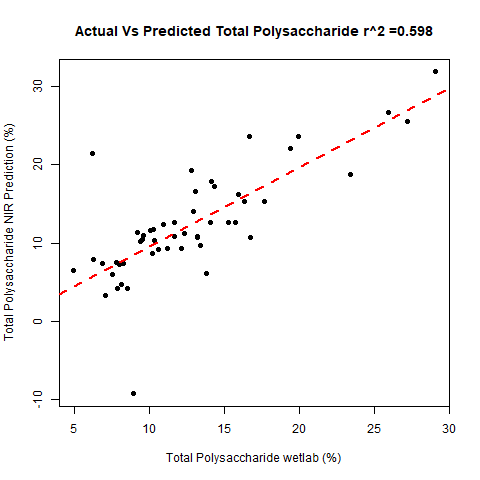 Actual Vs Predicted Total Polysaccharide r^2 =0.598
Total Polysaccharide NIR Prediction (%)
30
20
10
0
-10
5 10 15 20 25 30
Total Polysaccharide wetlab (%)